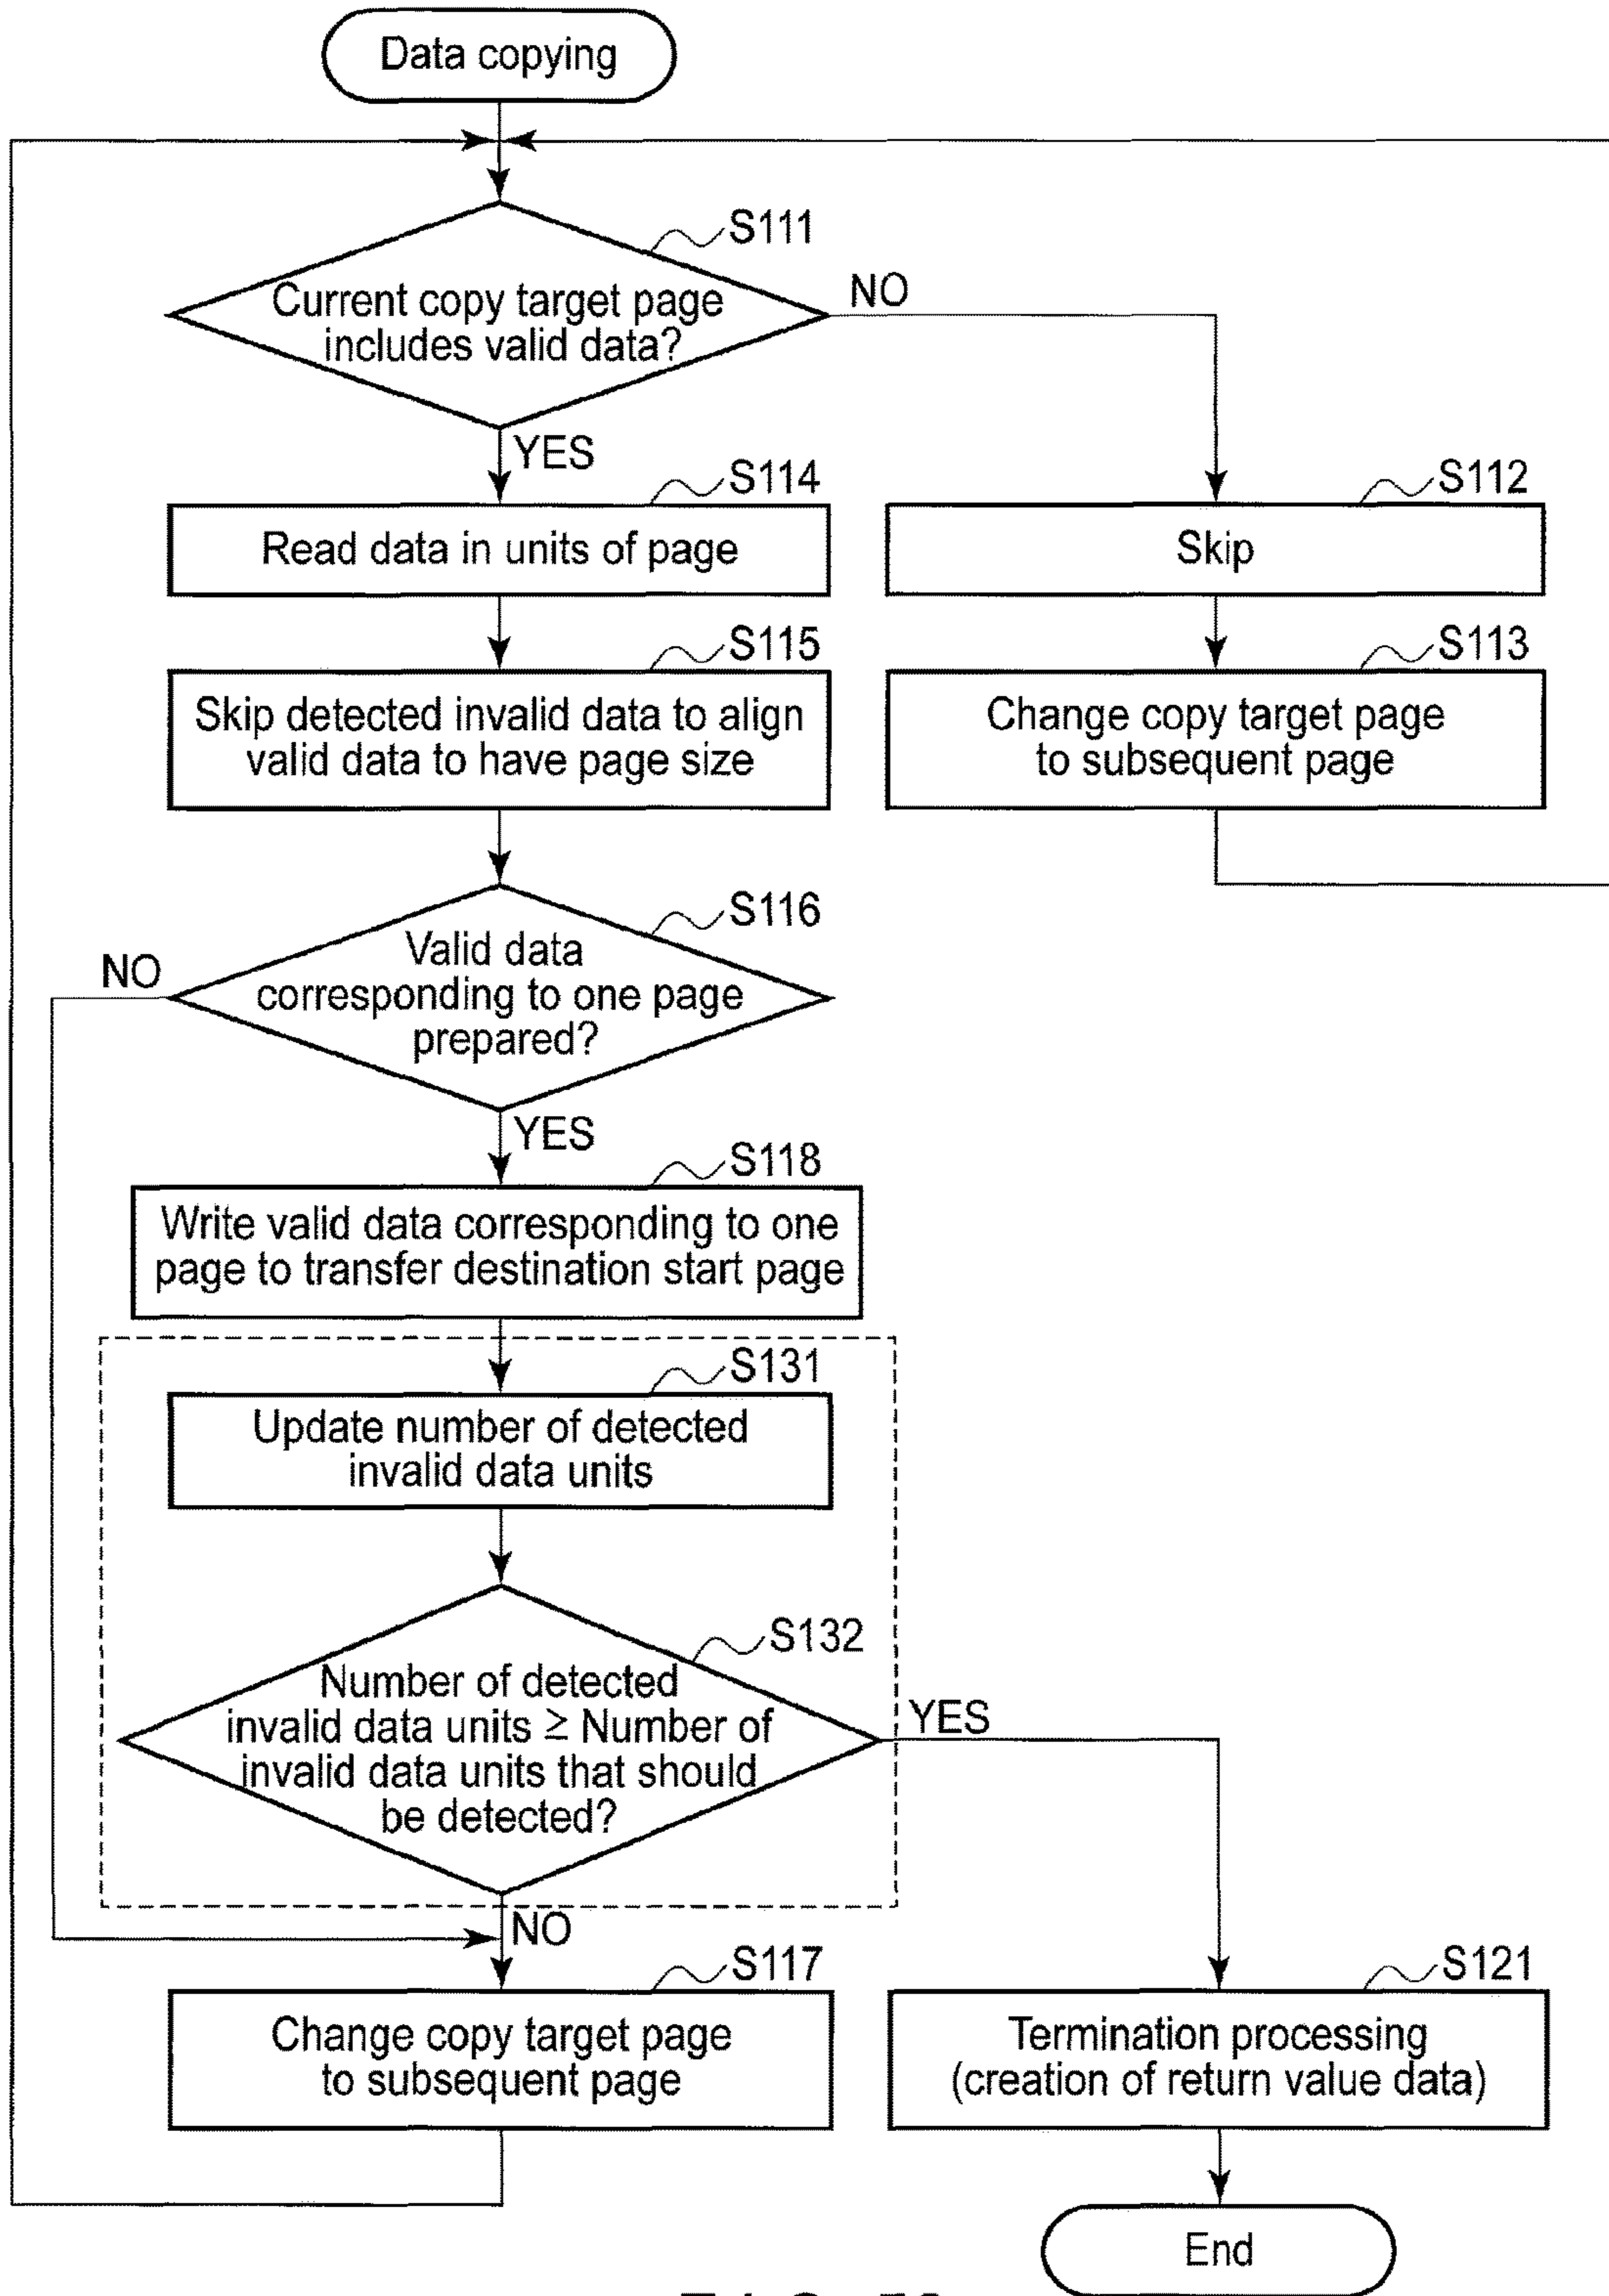 Data copying
S111
Current copy target page
includes valid data?
NO
YES
S114
Read data in units of page
S112
Skip
S115
Skip detected invalid data to align
valid data to have page size
S113
Change copy target page
to subsequent page
S116
Valid data
corresponding to one page
prepared?
NO
YES
S118
Write valid data corresponding to one
page to transfer destination start page
S131
Update number of detected
invalid data units
S132
Number of detected
invalid data units ≥ Number of
invalid data units that should
be detected?
YES
NO
S117
Change copy target page
to subsequent page
S121
Termination processing
(creation of return value data)
End